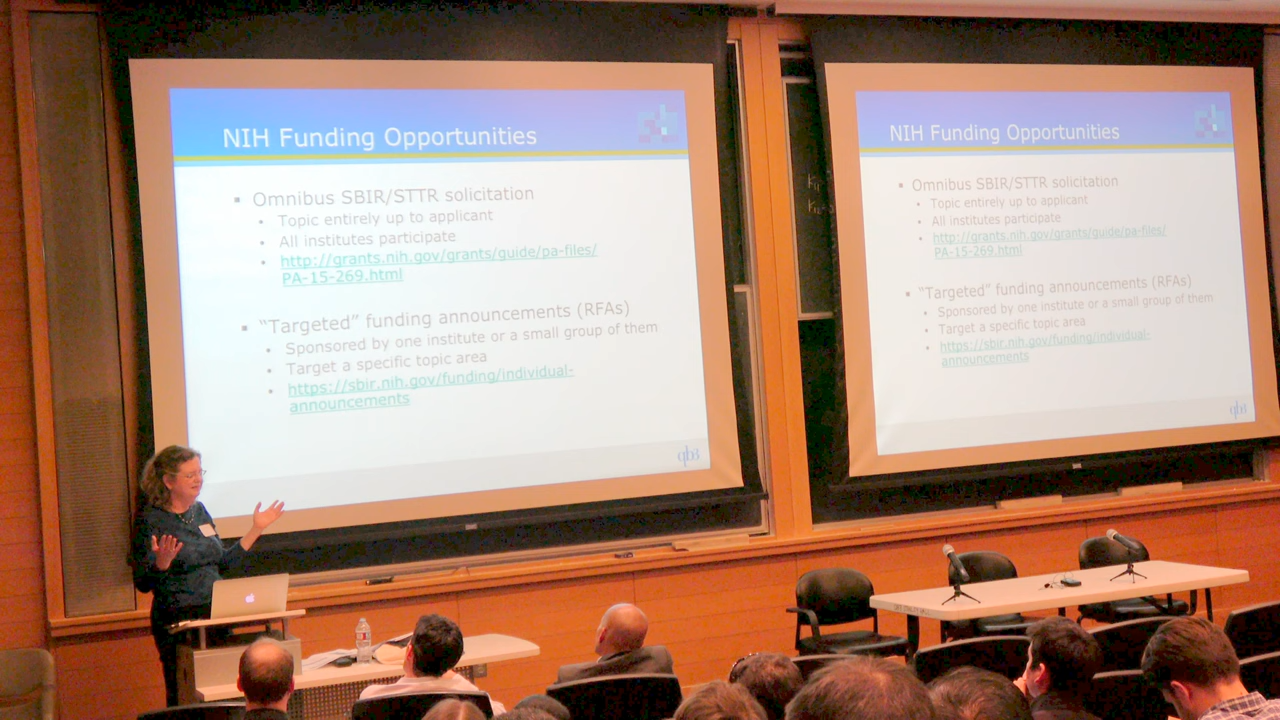 NIH Funding Opportunities
Omnibus SBIR/STTR solicitation
Topic entirely up to applicant
All institutes participate
http://grants.nih.gov/grants/guide/pa-files/
PA-15-269.html
“Targeted” funding announcements (RFAs)
Sponsored by one institute or a small group of them
Target a specific topic area
https://sbir.nih.gov/funding/individual-
announcements
qb3
NIH Funding Opportunities
Omnibus SBIR/STTR solicitation
Topic entirely up to applicant
All institutes participate
http://grants.nih.gov/grants/guide/pa-files/
PA-15-269.html
“Targeted” funding announcements (RFAs)
Sponsored by one institute or a small group of them
Target a specific topic area
https://sbir.nih.gov/funding/individual-
announcements
qb3